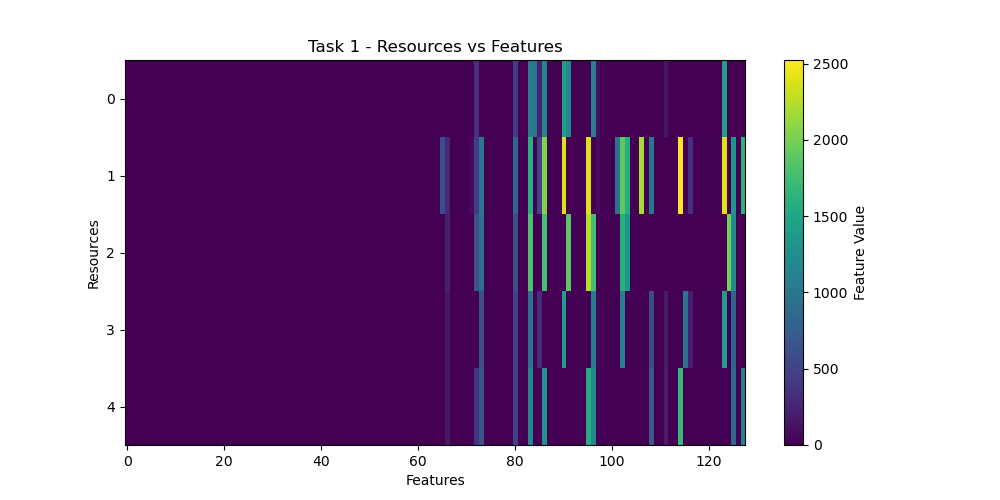 Task 1 - Resources vs Features
Resources
0
1
2
3
4
0 20 40 60 80 100 120
Features
2500
2000
1500
1000
500
0
Feature Value